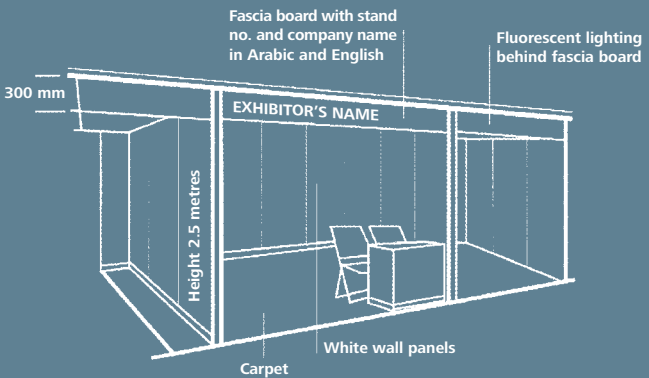 Fascia board with stand
no. and company name
in Arabic and English
Fluorescent lighting
behind fascia board
300 mm
EXHIBITOR'S NAME
Height 2.5 metres
White wall panels
Carpet